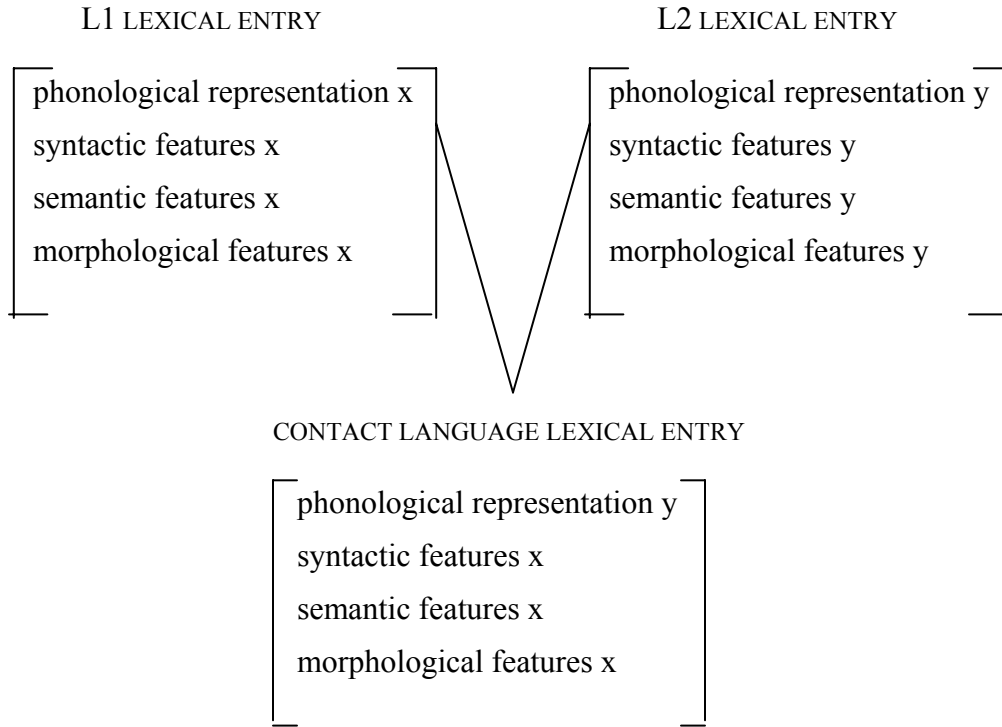 L1 LEXICAL ENTRY
phonological representation x
syntactic features x
semantic features x
morphological features x
L2 LEXICAL ENTRY
phonological representation y
syntactic features y
semantic features y
morphological features y
CONTACT LANGUAGE LEXICAL ENTRY
phonological representation y
syntactic features x
semantic features x
morphological features x